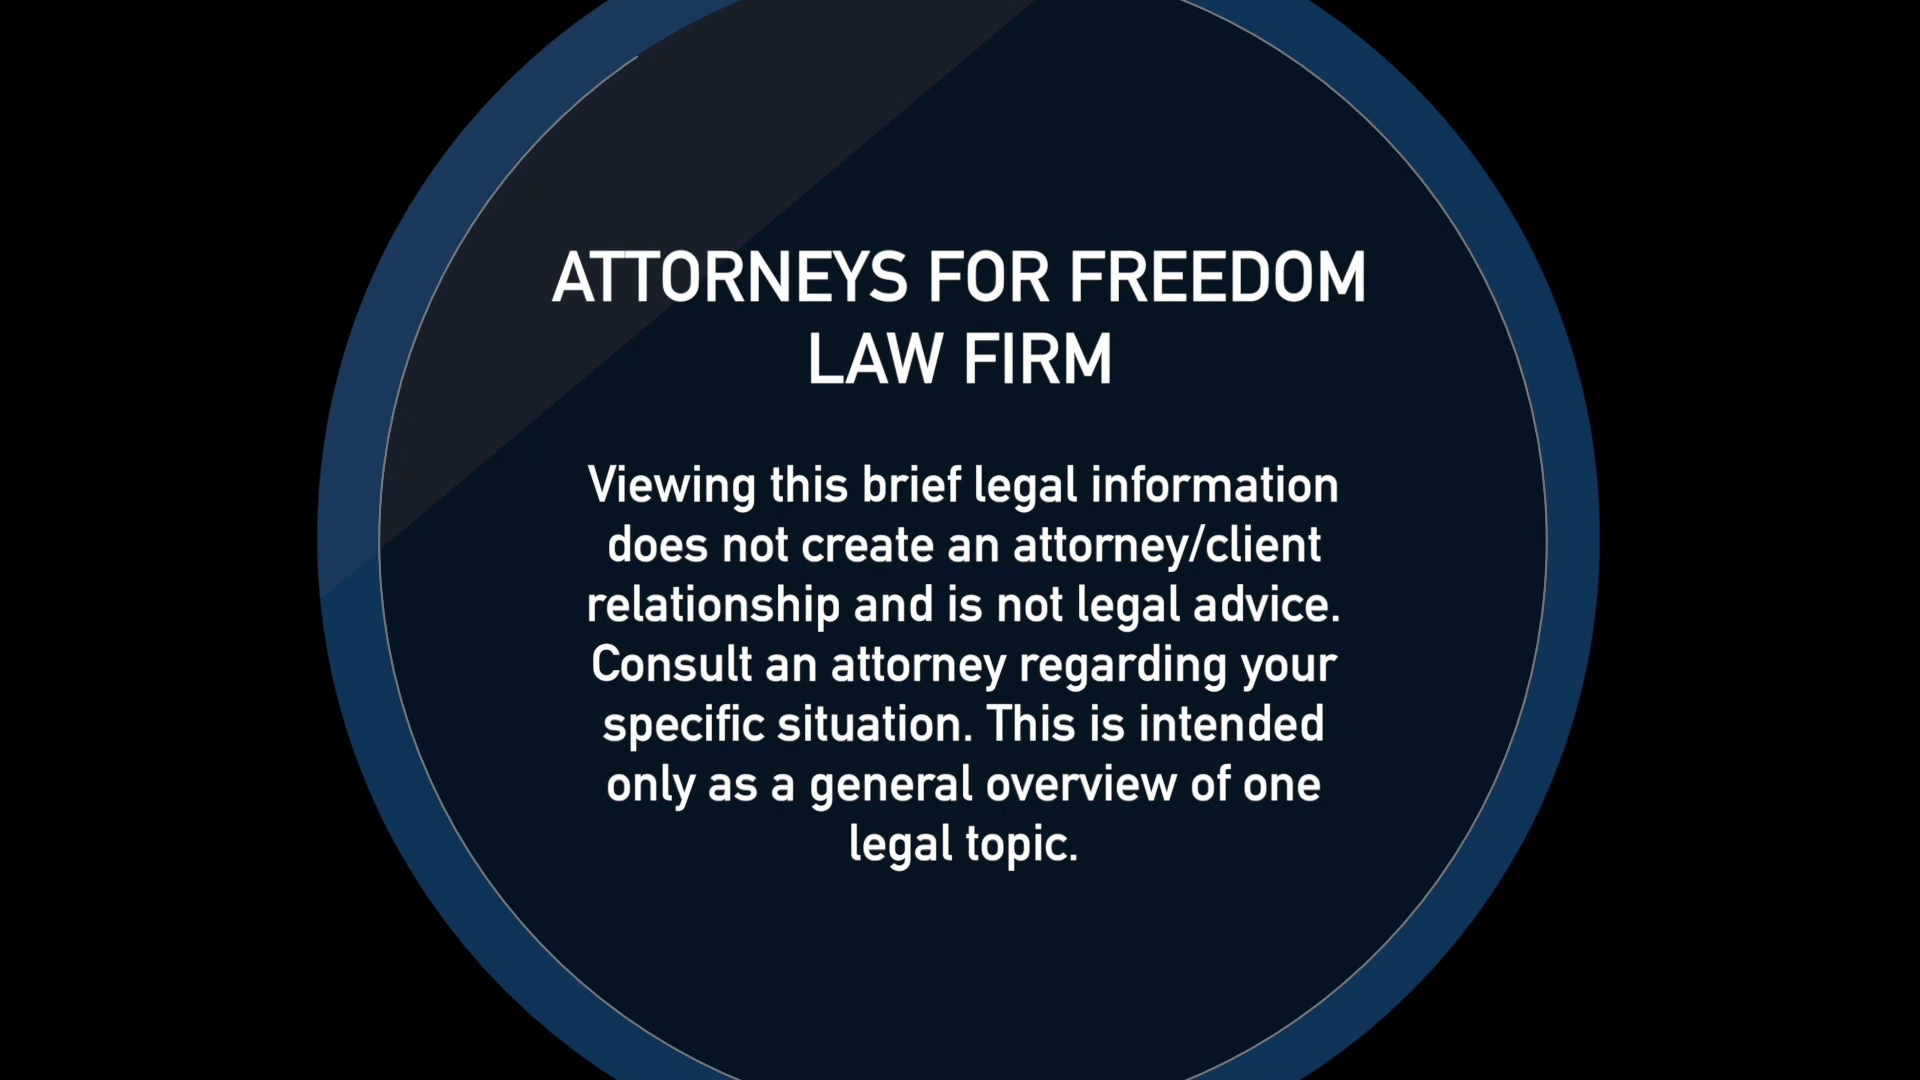 ATTORNEYS FOR FREEDOM
LAW FIRM
Viewing this brief legal information
does not create an attorney/client
relationship and is not legal advice.
Consult an attorney regarding your
specific situation. This is intended
only as a general overview of one
legal topic.